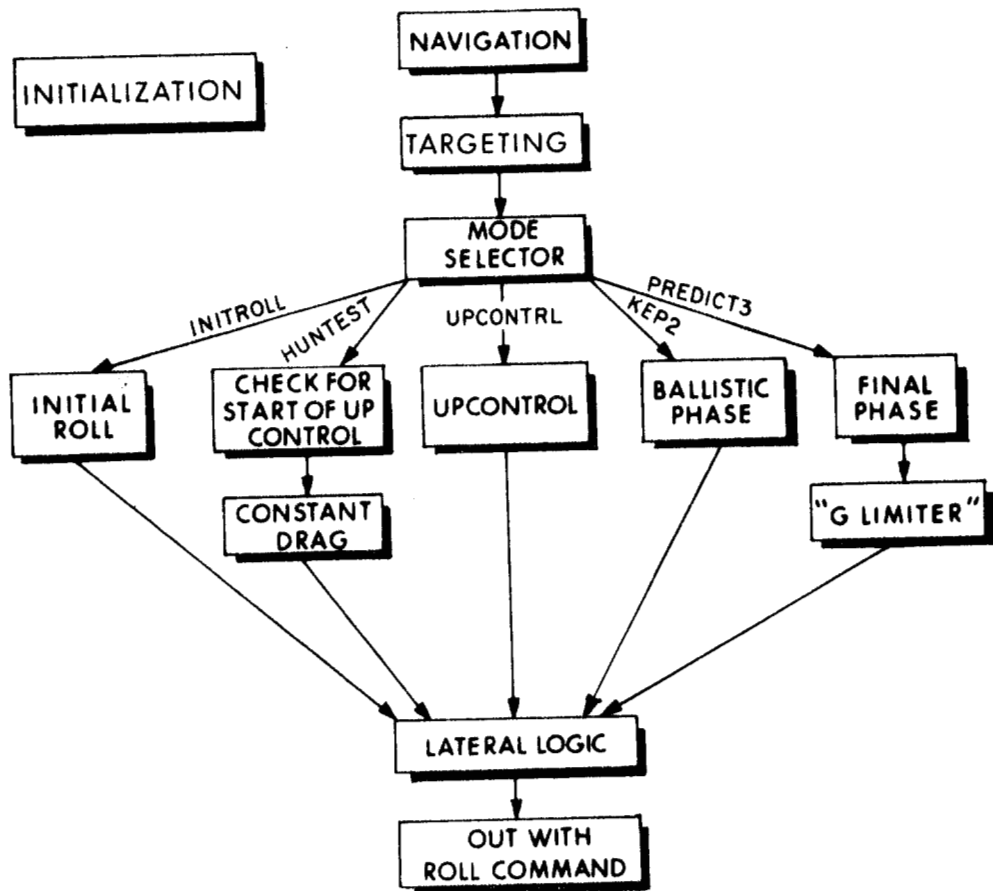 NAVIGATION
INITIALIZATION
TARGETING
MODE
SELECTOR
INITROLL
HUNTEST
UPCONTRL
KEP2
PREDICT3
INITIAL
ROLL
CHECK FOR
START OF UP
CONTROL
UPCONTROL
BALLISTIC
PHASE
FINAL
PHASE
CONSTANT
DRAG
"G LIMITER"
LATERAL LOGIC
OUT WITH
ROLL COMMAND